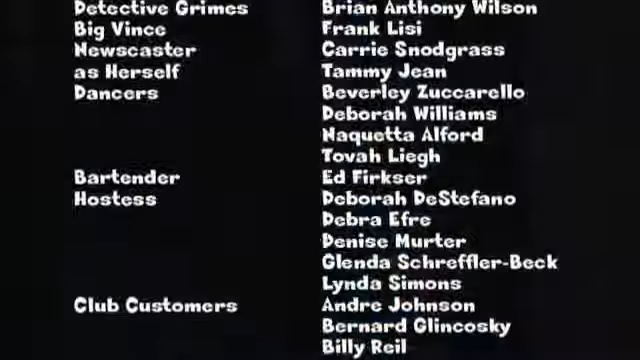 Detective Grimes Brian Anthony Wilson
Big Vince Frank Lisi
Newscaster Carrie Snodgrass
as Herself Tammy Jean
Dancers Beverley Zuccarello
Deborah Williams
Naquetta Alford
Tovah Liegh
Bartender Ed Firkser
Hostess Deborah DeStefano
Debra Efre
Denise Murter
Glenda Schreffler-Beck
Lynda Simons
Club Customers Andre Johnson
Bernard Glincosky
Billy Reil